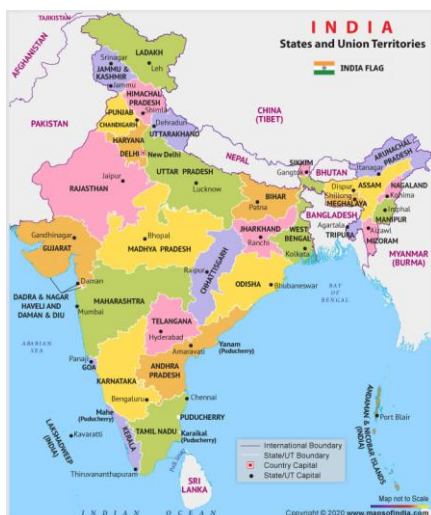 INDIA
States and Union Territories
INDIA FLAG
TAJIKISTAN
AFGHANISTAN
PAKISTAN
CHINA
(TIBET)
NEPAL
BHUTAN
BANGLADESH
MYANMAR
(BURMA)
SRI
LANKA
LADAKH
Leh
Srinagar
JAMMU &
KASHMIR
Jammu
HIMACHAL
PRADESH
Shimla
PUNJAB
CHANDIGARH
Dehradun
UTTARAKHAND
HARYANA
DELHI
New Delhi
RAJASTHAN
Jaipur
UTTAR PRADESH
Lucknow
BIHAR
Patna
SIKKIM
Gangtok
ARUNACHAL
PRADESH
Itanagar
ASSAM
Dispur
Shillong
MEGHALAYA
NAGALAND
Kohima
Imphal
MANIPUR
Agartala
TRIPURA
Aizawl
MIZORAM
Gandhinagar
GUJARAT
Bhopal
MADHYA PRADESH
JHARKHAND
Ranchi
WEST
BENGAL
Kolkata
Raipur
CHHATTISGARH
ODISHA
Bhubaneswar
Daman
DADRA & NAGAR
HAVELI AND
DAMAN & DIU
MAHARASHTRA
Mumbai
TELANGANA
Hyderabad
Amaravati
Yanam
(Puducherry)
ANDHRA
PRADESH
Panaji
GOA
KARNATAKA
Bengaluru
Chennai
Mahe
(Puducherry)
PUDUCHERRY
TAMIL NADU
Karaikal
(Puducherry)
KERALA
Thiruvananthapuram
LAKSHADWEEP
(INDIA)
Kavaratti
ANDAMAN & NICOBAR ISLANDS
(INDIA)
Port Blair
ARABIAN
SEA
BAY
OF
BENGAL
INDIAN OCEAN
International Boundary
State/UT Boundary
Country Capital
State/UT Capital
Map not to Scale
Copyright © 2020 www.mapsofindia.com